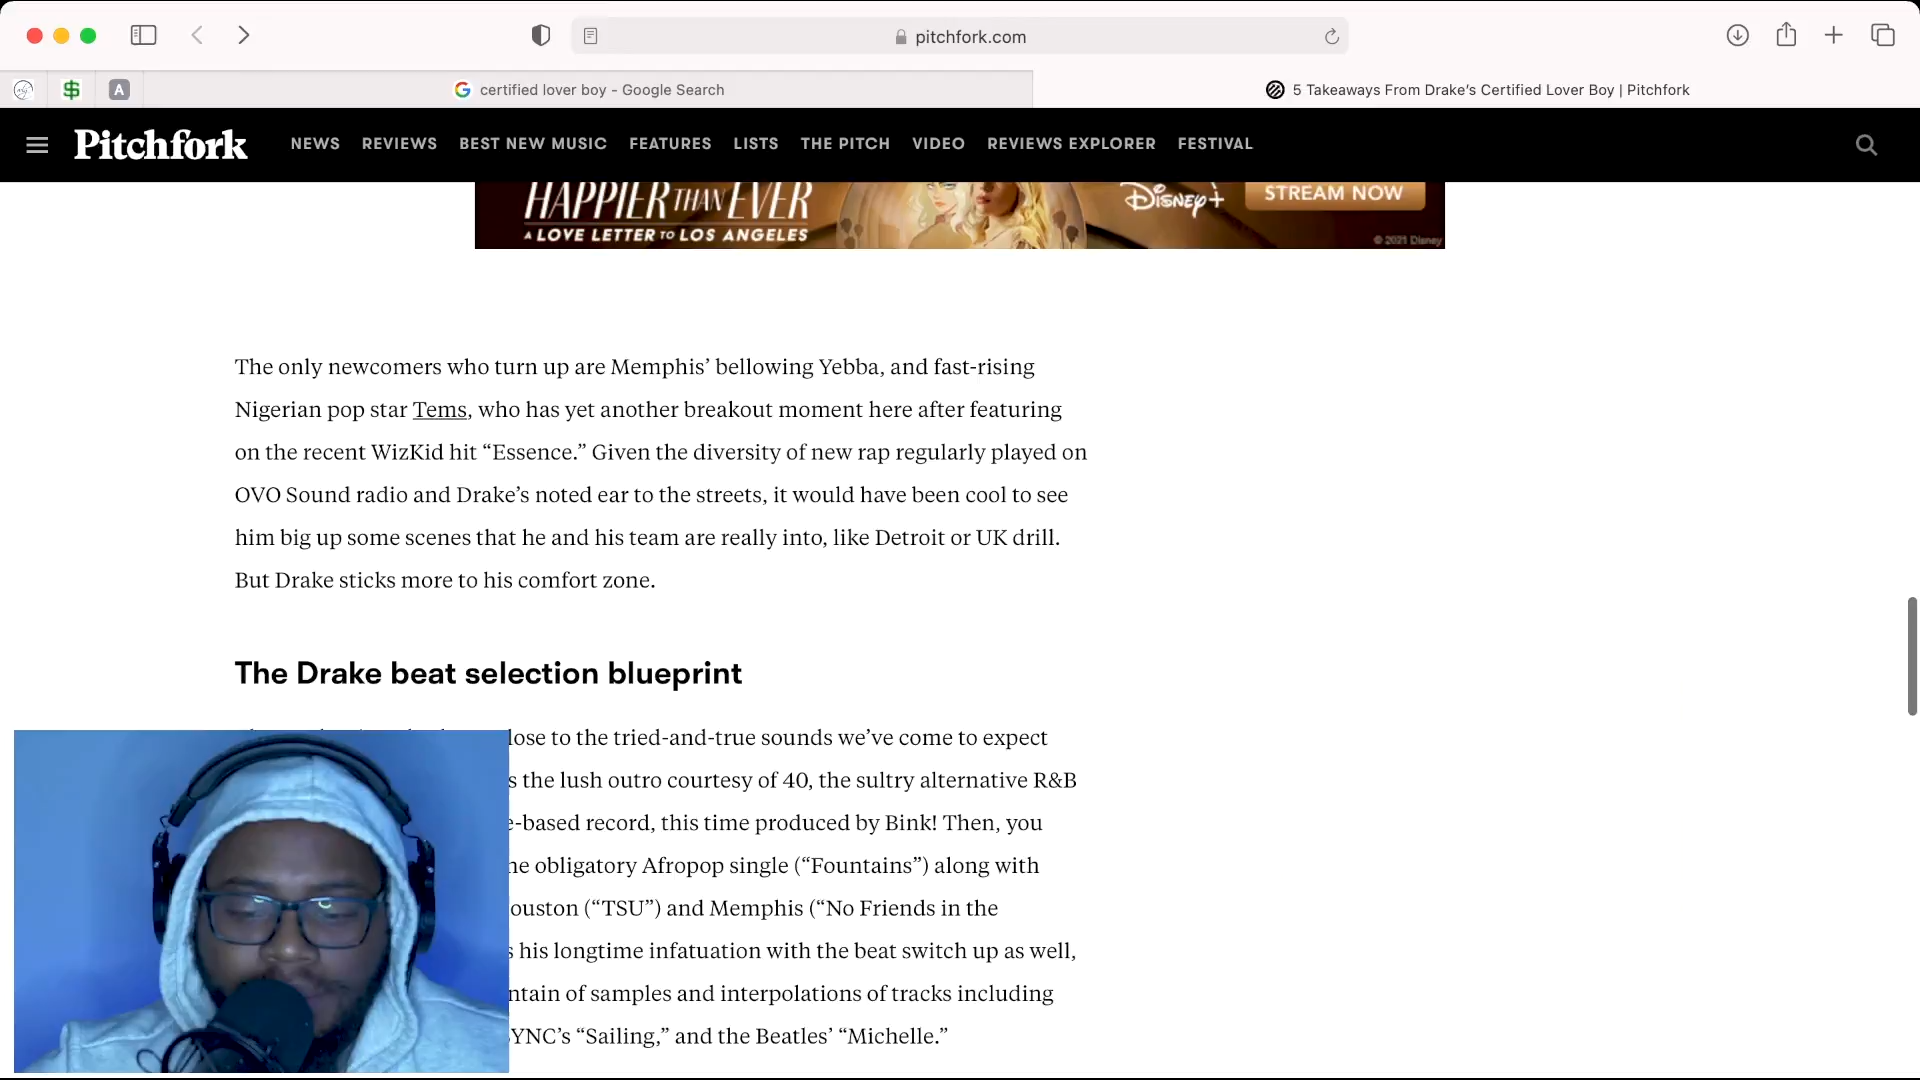 pitchfork.com
A
certified lover boy - Google Search
5 Takeaways From Drake’s Certified Lover Boy | Pitchfork
Pitchfork
NEWS REVIEWS BEST NEW MUSIC FEATURES LISTS THE PITCH VIDEO REVIEWS EXPLORER FESTIVAL
HAPPIER THAN EVER
A LOVE LETTER TO LOS ANGELES
Disney+
STREAM NOW
© 2021 Disney
The only newcomers who turn up are Memphis’ bellowing Yebba, and fast-rising
Nigerian pop star Tems, who has yet another breakout moment here after featuring
on the recent WizKid hit “Essence.” Given the diversity of new rap regularly played on
OVO Sound radio and Drake’s noted ear to the streets, it would have been cool to see
him big up some scenes that he and his team are really into, like Detroit or UK drill.
But Drake sticks more to his comfort zone.
The Drake beat selection blueprint
lose to the tried-and-true sounds we’ve come to expect
s the lush outro courtesy of 40, the sultry alternative R&B
e-based record, this time produced by Bink! Then, you
he obligatory Afropop single (“Fountains”) along with
ouston (“TSU”) and Memphis (“No Friends in the
s his longtime infatuation with the beat switch up as well,
ntain of samples and interpolations of tracks including
YNC’s “Sailing,” and the Beatles’ “Michelle.”